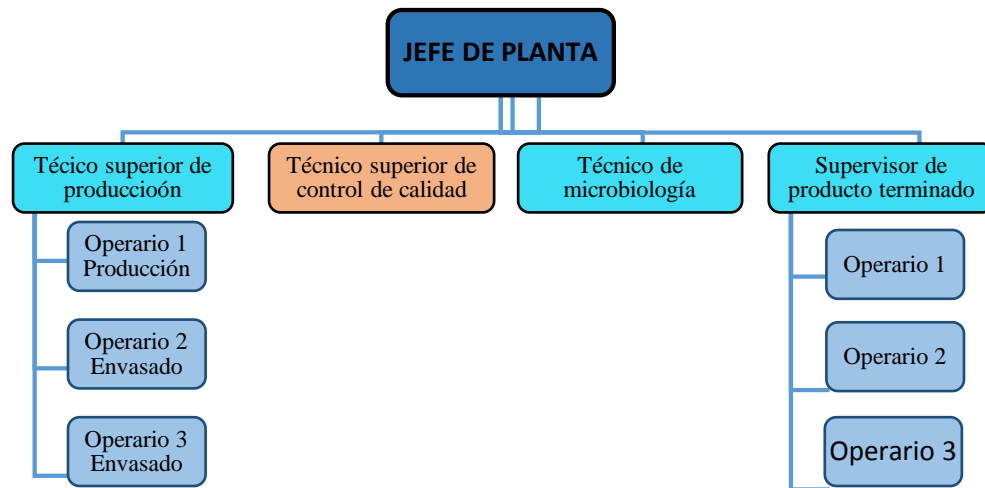 JEFE DE PLANTA
Técico superior de
produccioón
Técnico superior de
control de calidad
Técnico de
microbiología
Supervisor de
producto terminado
Operario 1
Producción
Operario 2
Envasado
Operario 3
Envasado
Operario 1
Operario 2
Operario 3